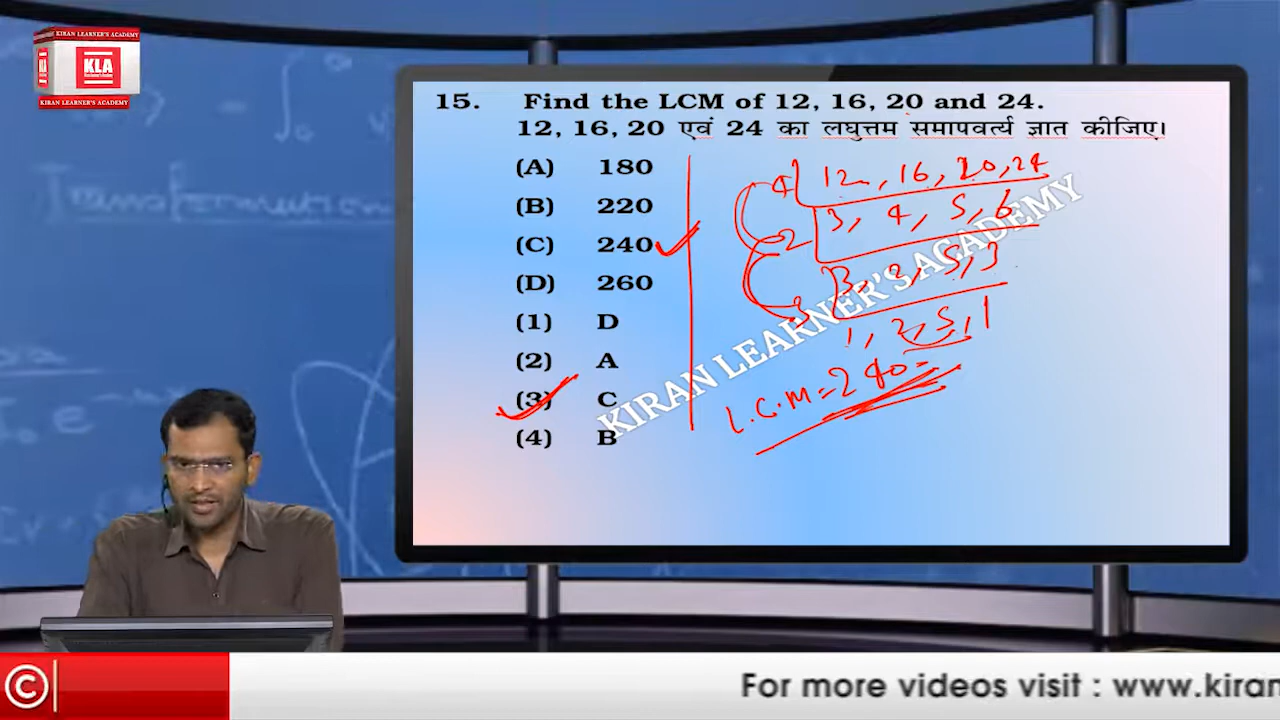 KIRAN LEARNER'S ACADEMY
KLA
KIRAN LEARNER'S ACADEMY
15. Find the LCM of 12, 16, 20 and 24.
12, 16, 20 एवं 24 का लघुत्तम समापवर्त्य ज्ञात कीजिए।
(A) 180
(B) 220
(C) 240
(D) 260
(1) D
(2) A
(3) C
(4) B
4 12, 16, 20, 24
2 3, 4, 5, 6
3 3, 2, 5, 3
1, 2, 5, 1
L.C.M = 240
KIRAN LEARNER'S ACADEMY
Transformation
©
For more videos visit : www.kiran